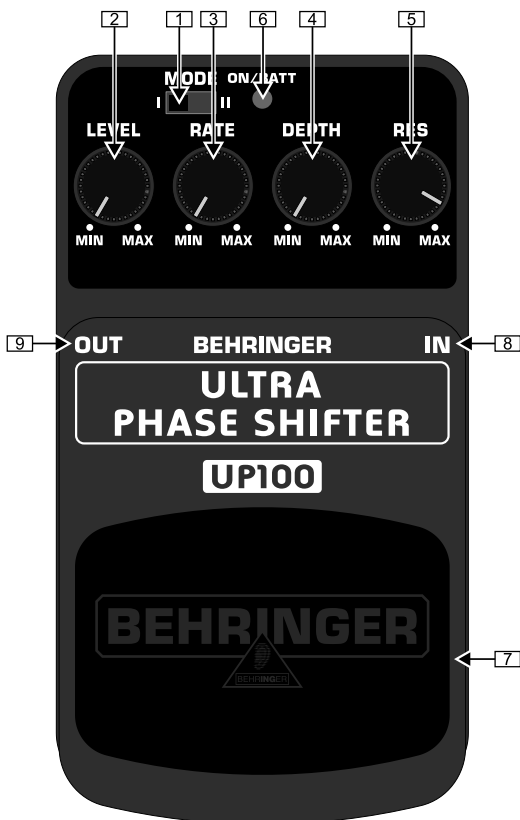 2 1 3 6 4 5
MODE ON/BATT
I II
LEVEL RATE DEPTH RES
MIN MAX MIN MAX MIN MAX MIN MAX
9 OUT BEHRINGER IN 8
ULTRA
PHASE SHIFTER
UP100
BEHRINGER
BEHRINGER
7